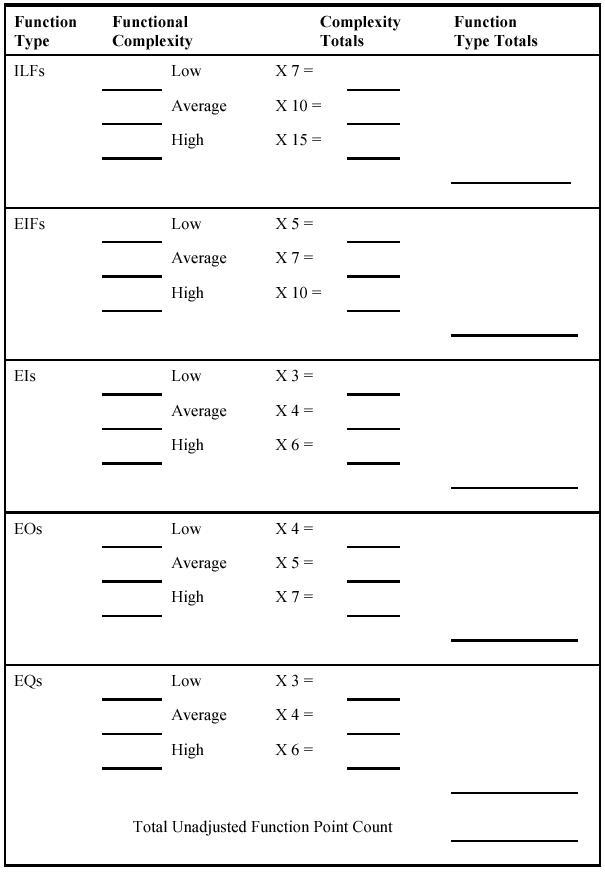 Function Functional Complexity Function
Type Complexity Totals Type Totals
ILFs Low X 7 =
Average X 10 =
High X 15 =
EIFs Low X 5 =
Average X 7 =
High X 10 =
EIs Low X 3 =
Average X 4 =
High X 6 =
EOs Low X 4 =
Average X 5 =
High X 7 =
EQs Low X 3 =
Average X 4 =
High X 6 =
Total Unadjusted Function Point Count